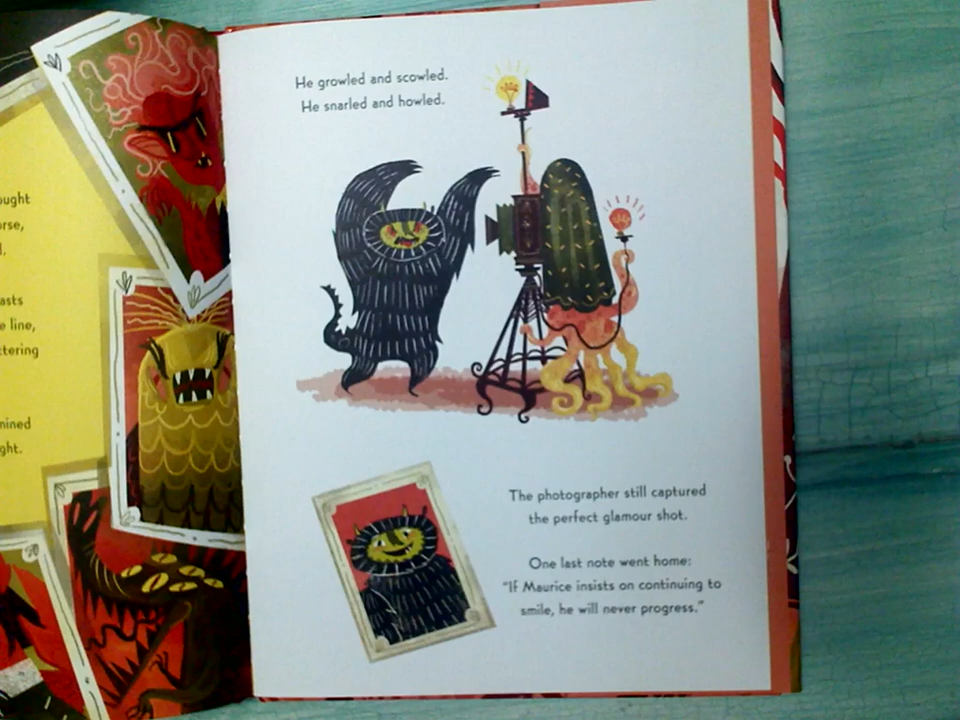 He growled and scowled.
He snarled and howled.
The photographer still captured
the perfect glamour shot.
One last note went home:
"If Maurice insists on continuing to
smile, he will never progress."